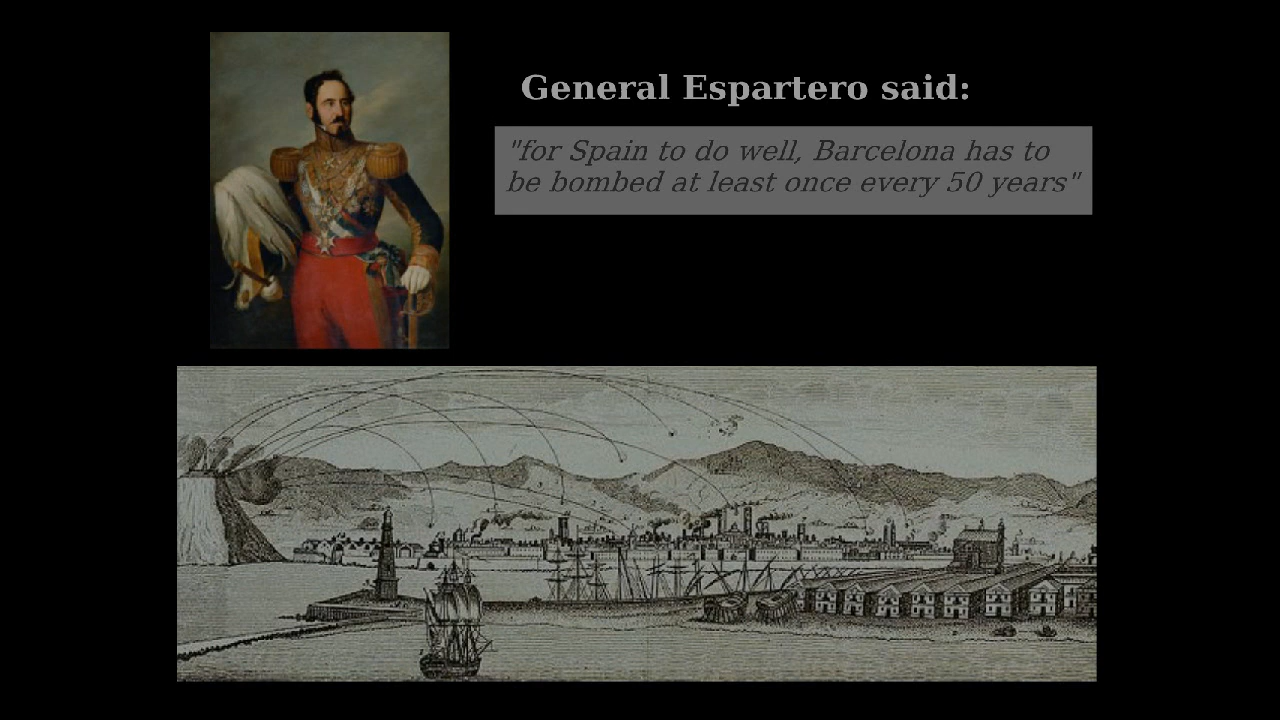 General Espartero said:
"for Spain to do well, Barcelona has to
be bombed at least once every 50 years"